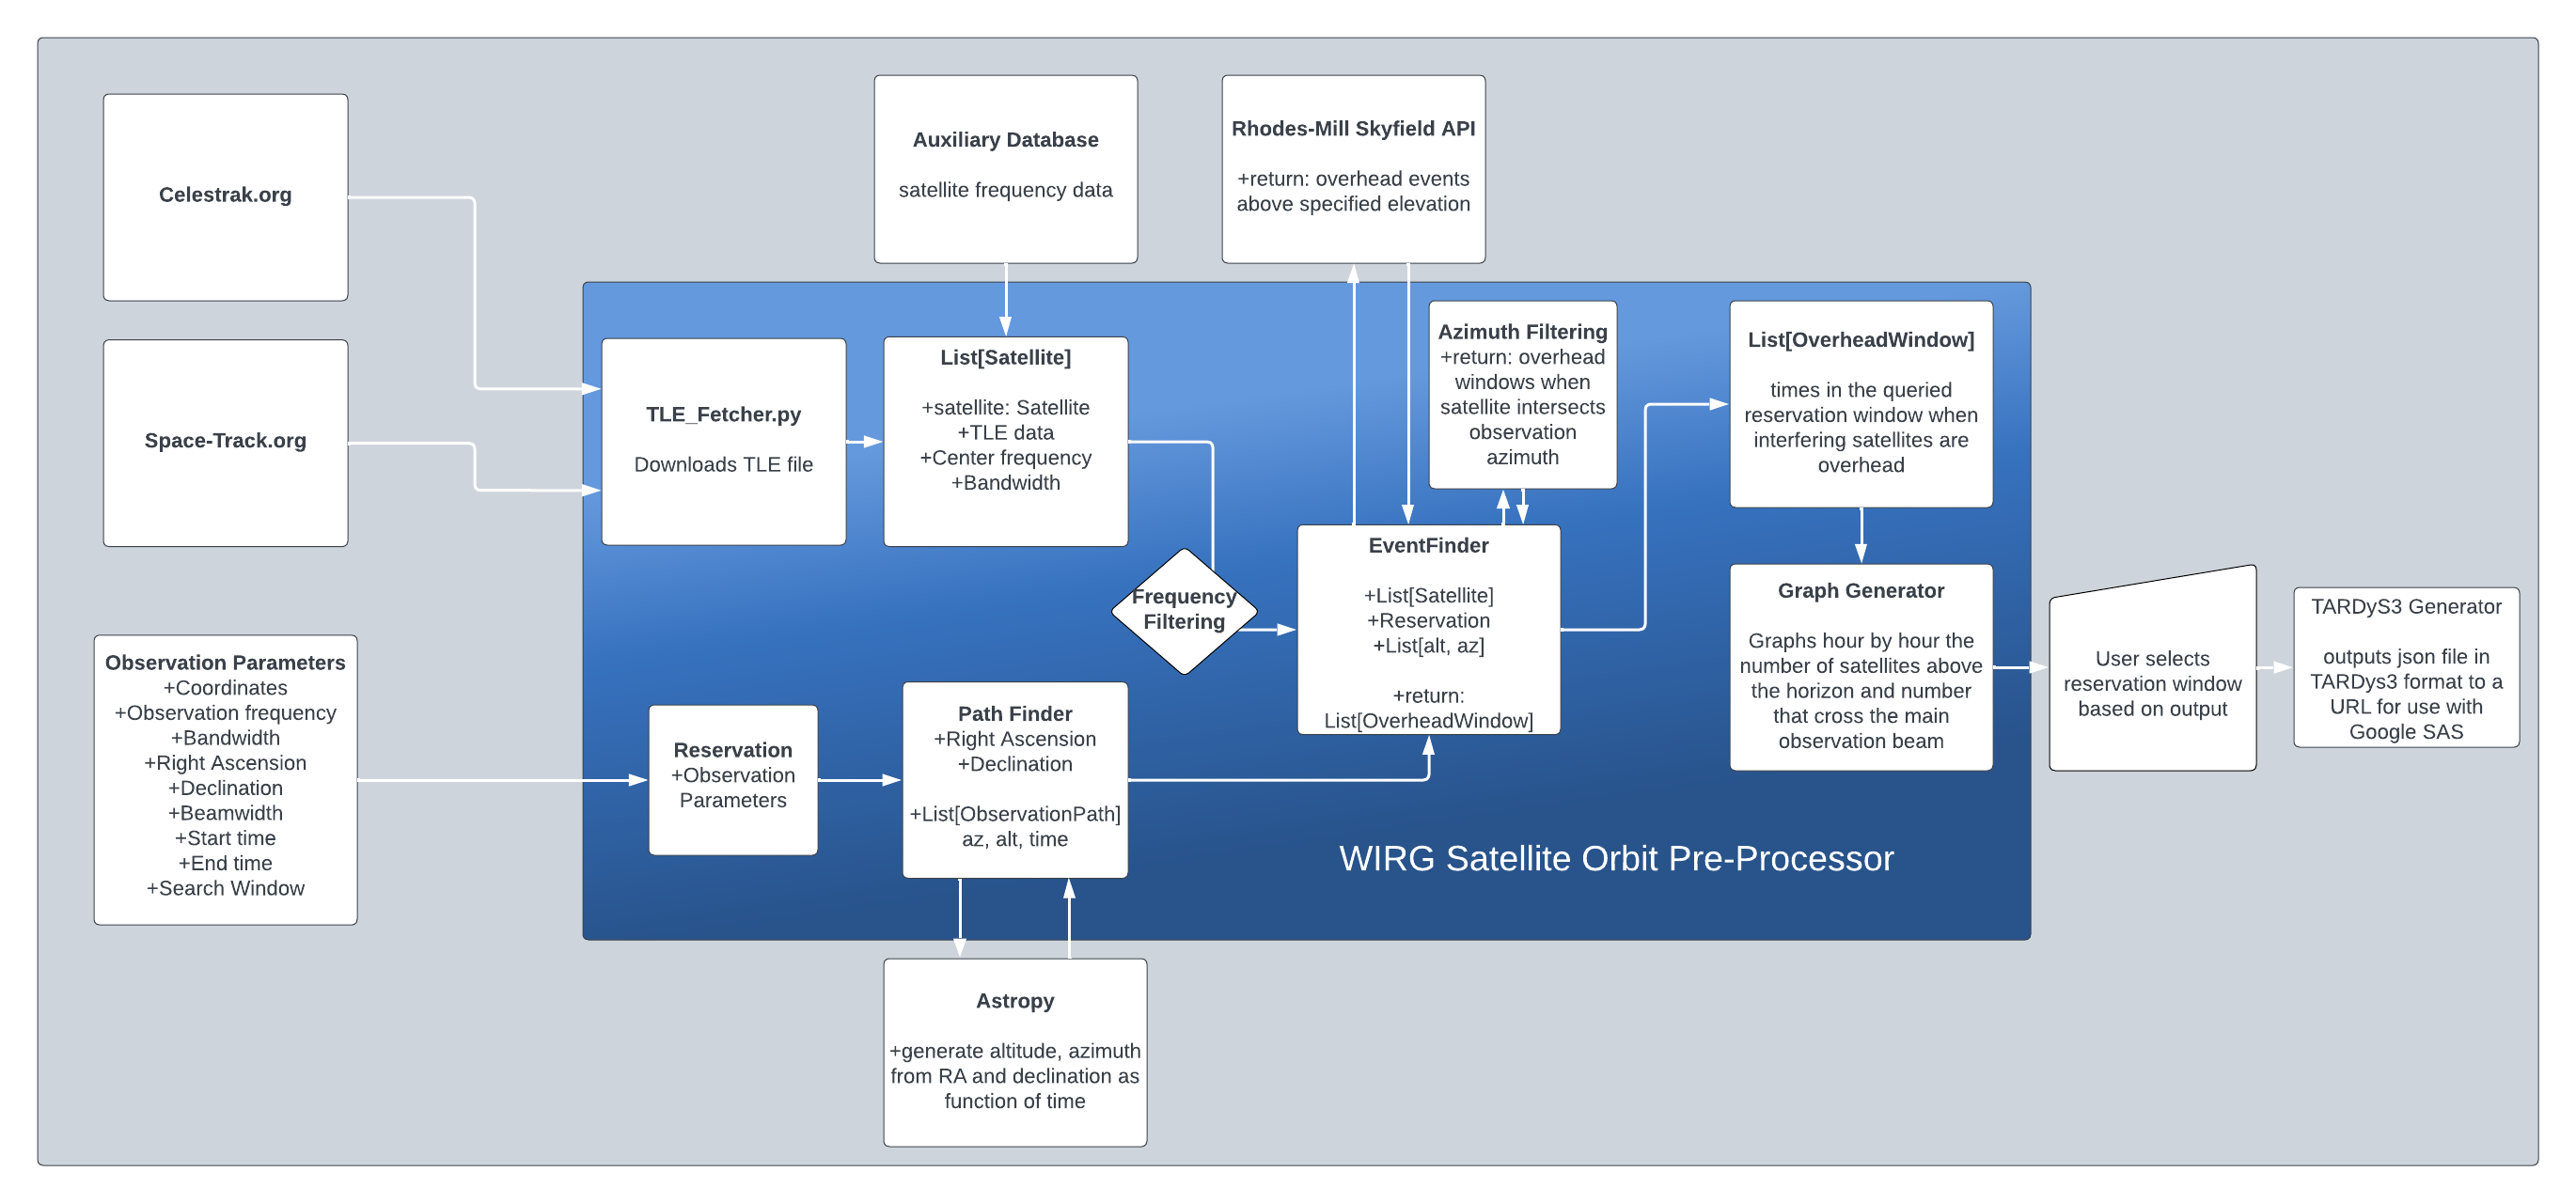 Celestrak.org
Space-Track.org
Observation Parameters
+Coordinates
+Observation frequency
+Bandwidth
+Right Ascension
+Declination
+Beamwidth
+Start time
+End time
+Search Window
Auxiliary Database
satellite frequency data
Rhodes-Mill Skyfield API
+return: overhead events
above specified elevation
TLE_Fetcher.py
Downloads TLE file
List[Satellite]
+satellite: Satellite
+TLE data
+Center frequency
+Bandwidth
Frequency
Filtering
Reservation
+Observation
Parameters
Path Finder
+Right Ascension
+Declination
+List[ObservationPath]
az, alt, time
Astropy
+generate altitude, azimuth
from RA and declination as
function of time
Azimuth Filtering
+return: overhead
windows when
satellite intersects
observation
azimuth
EventFinder
+List[Satellite]
+Reservation
+List[alt, az]
+return:
List[OverheadWindow]
List[OverheadWindow]
times in the queried
reservation window when
interfering satellites are
overhead
Graph Generator
Graphs hour by hour the
number of satellites above
the horizon and number
that cross the main
observation beam
WIRG Satellite Orbit Pre-Processor
User selects
reservation window
based on output
TARDyS3 Generator
outputs json file in
TARDys3 format to a
URL for use with
Google SAS